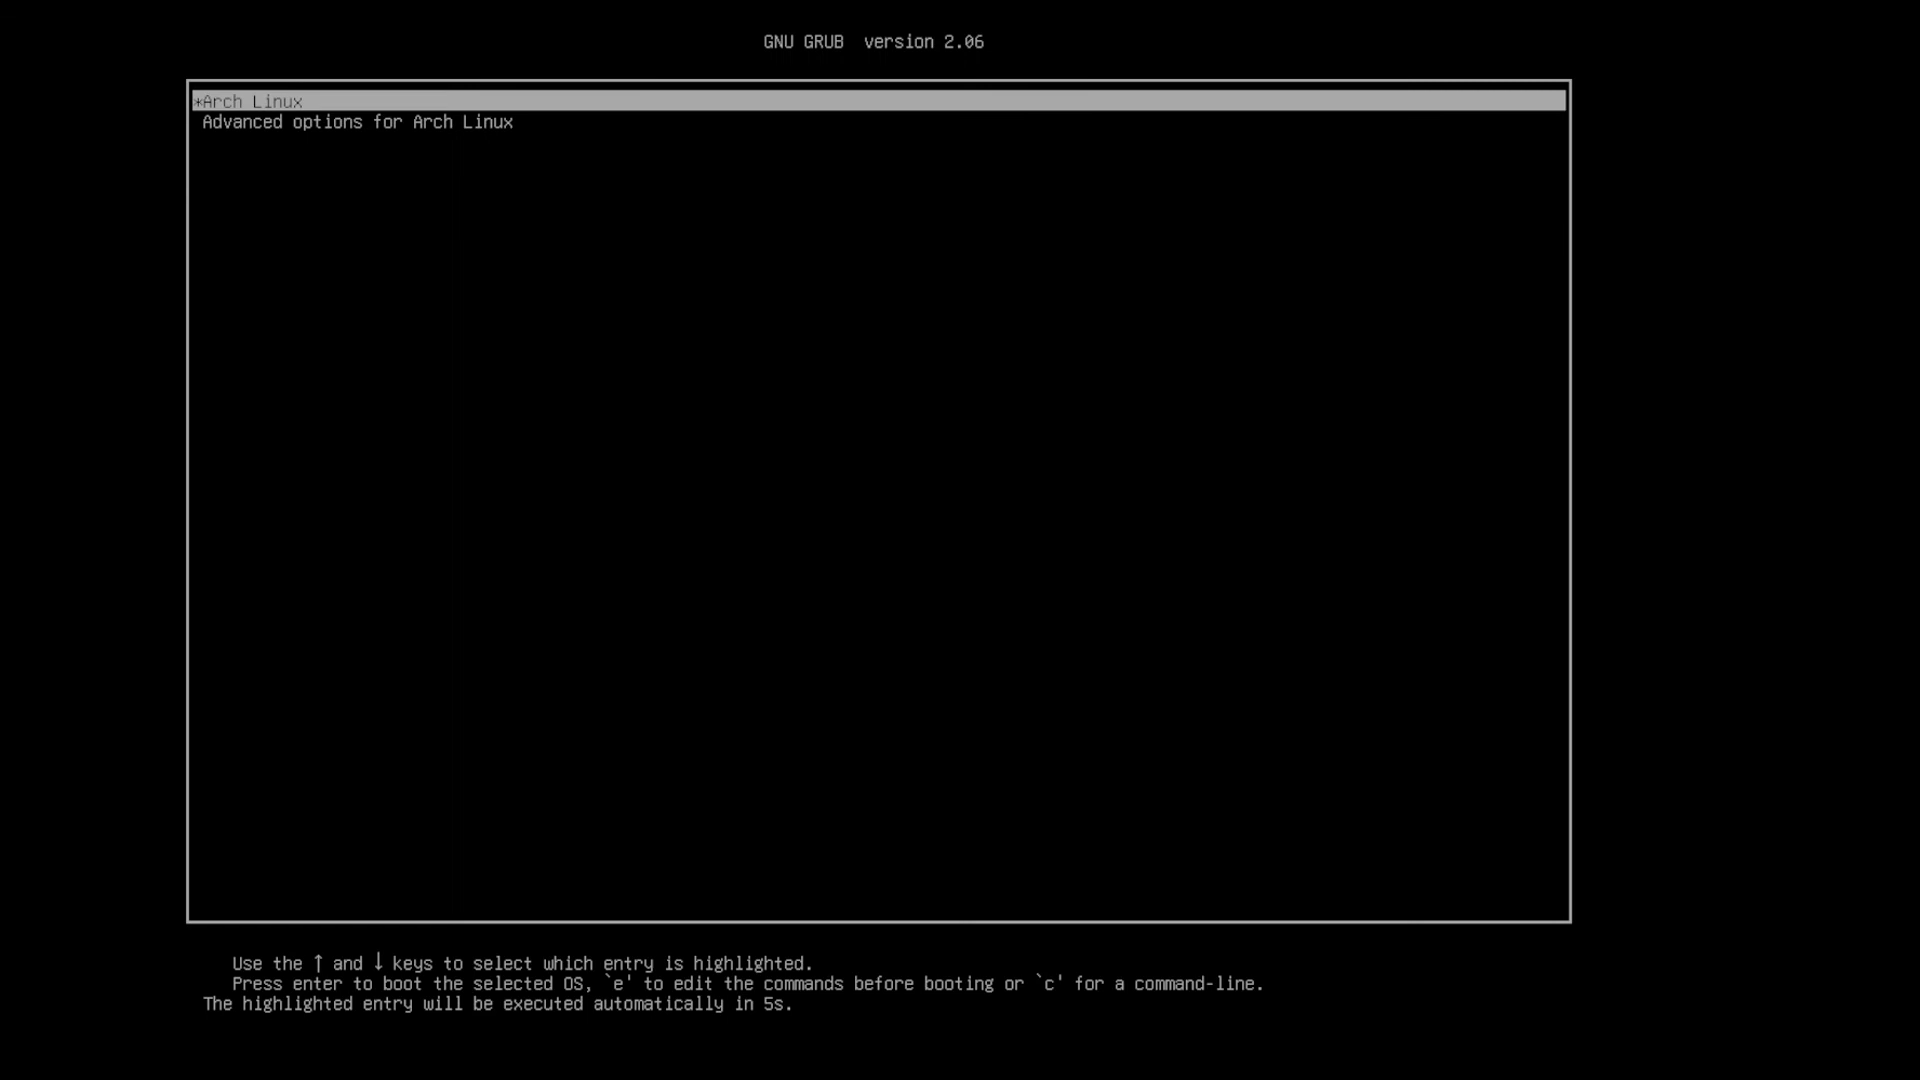 GNU GRUB  version 2.06
*Arch Linux
Advanced options for Arch Linux
Use the ↑ and ↓ keys to select which entry is highlighted.
Press enter to boot the selected OS, `e' to edit the commands before booting or `c' for a command-line.
The highlighted entry will be executed automatically in 5s.